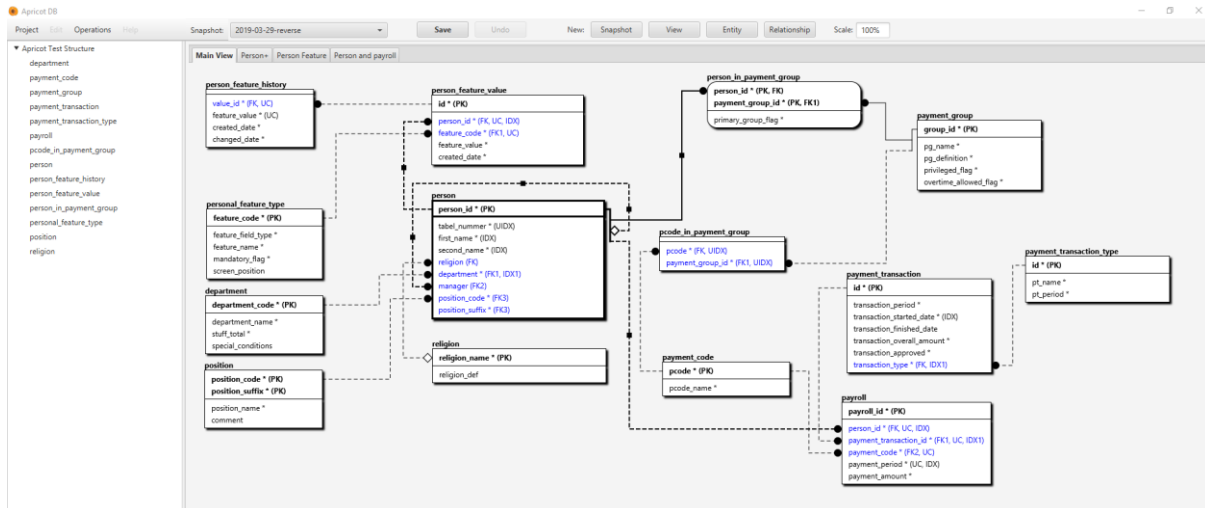 Apricot DB
Project Edit Operations Help Snapshot: 2019-03-29-reverse Save Undo New: Snapshot View Entity Relationship Scale: 100%
Apricot Test Structure
department
payment_code
payment_group
payment_transaction
payment_transaction_type
payroll
pcode_in_payment_group
person
person_feature_history
person_feature_value
person_in_payment_group
personal_feature_type
position
religion
Main View Person+ Person Feature Person and payroll
person_feature_history
value_id * (FK, UC)
feature_value * (UC)
created_date *
changed_date *
person_feature_value
id * (PK)
person_id * (FK, UC, IDX)
feature_code * (FK1, UC)
feature_value *
created_date *
person_in_payment_group
person_id * (PK, FK)
payment_group_id * (PK, FK1)
primary_group_flag *
payment_group
group_id * (PK)
pg_name *
pg_definition *
privileged_flag *
overtime_allowed_flag *
personal_feature_type
feature_code * (PK)
feature_field_type *
feature_name *
mandatory_flag *
screen_position
person
person_id * (PK)
tabel_nummer * (UIDX)
first_name * (IDX)
second_name * (IDX)
religion (FK)
department * (FK1, IDX1)
manager (FK2)
position_code * (FK3)
position_suffix * (FK3)
pcode_in_payment_group
pcode * (FK, UIDX)
payment_group_id * (FK1, UIDX)
payment_transaction_type
id * (PK)
pt_name *
pt_period *
payment_transaction
id * (PK)
transaction_period *
transaction_started_date * (IDX)
transaction_finished_date
transaction_overall_amount *
transaction_approved *
transaction_type * (FK, IDX1)
department
department_code * (PK)
department_name *
stuff_total *
special_conditions
religion
religion_name * (PK)
religion_def
position
position_code * (PK)
position_suffix * (PK)
position_name *
comment
payment_code
pcode * (PK)
pcode_name *
payroll
payroll_id * (PK)
person_id * (FK, UC, IDX)
payment_transaction_id * (FK1, UC, IDX1)
payment_code * (FK2, UC)
payment_period * (UC, IDX)
payment_amount *